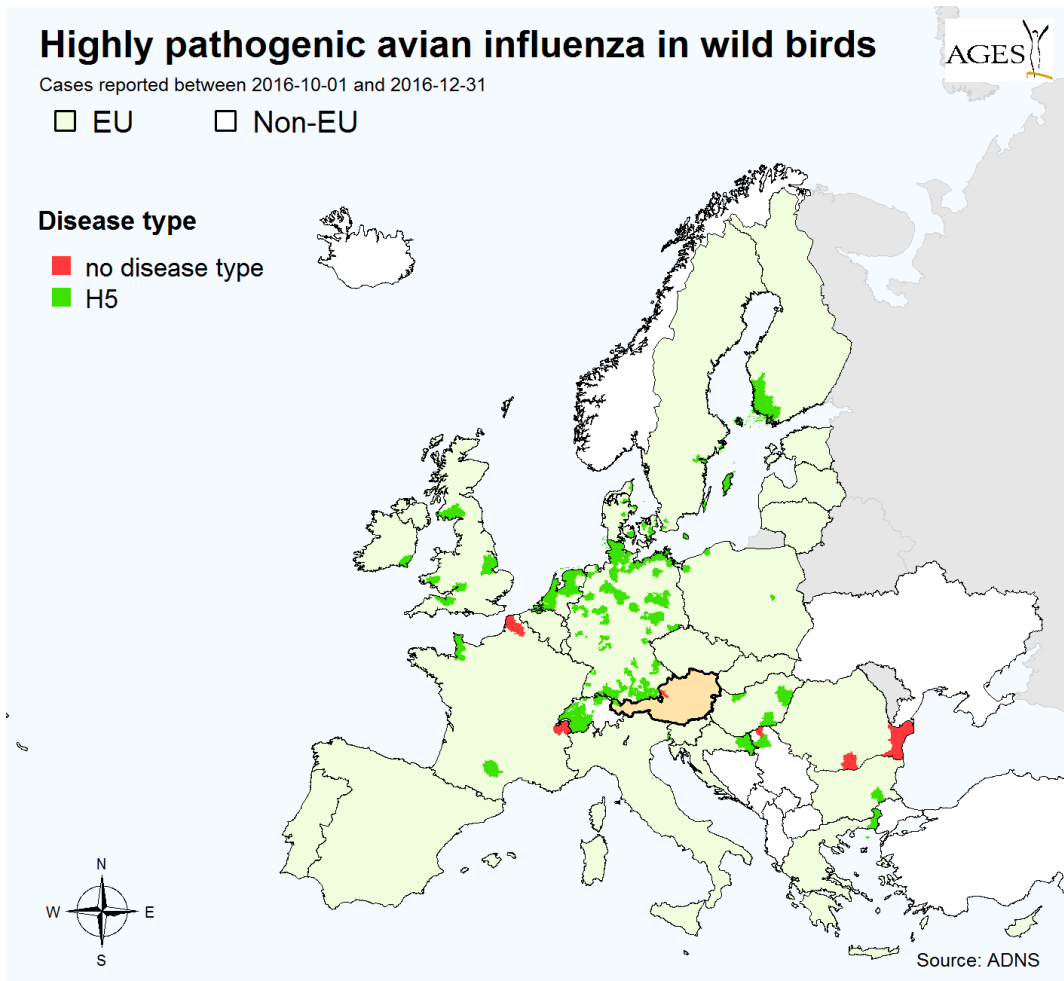 Highly pathogenic avian influenza in wild birds
AGES
Cases reported between 2016-10-01 and 2016-12-31
EU
Non-EU
Disease type
no disease type
H5
N
W
E
S
Source: ADNS